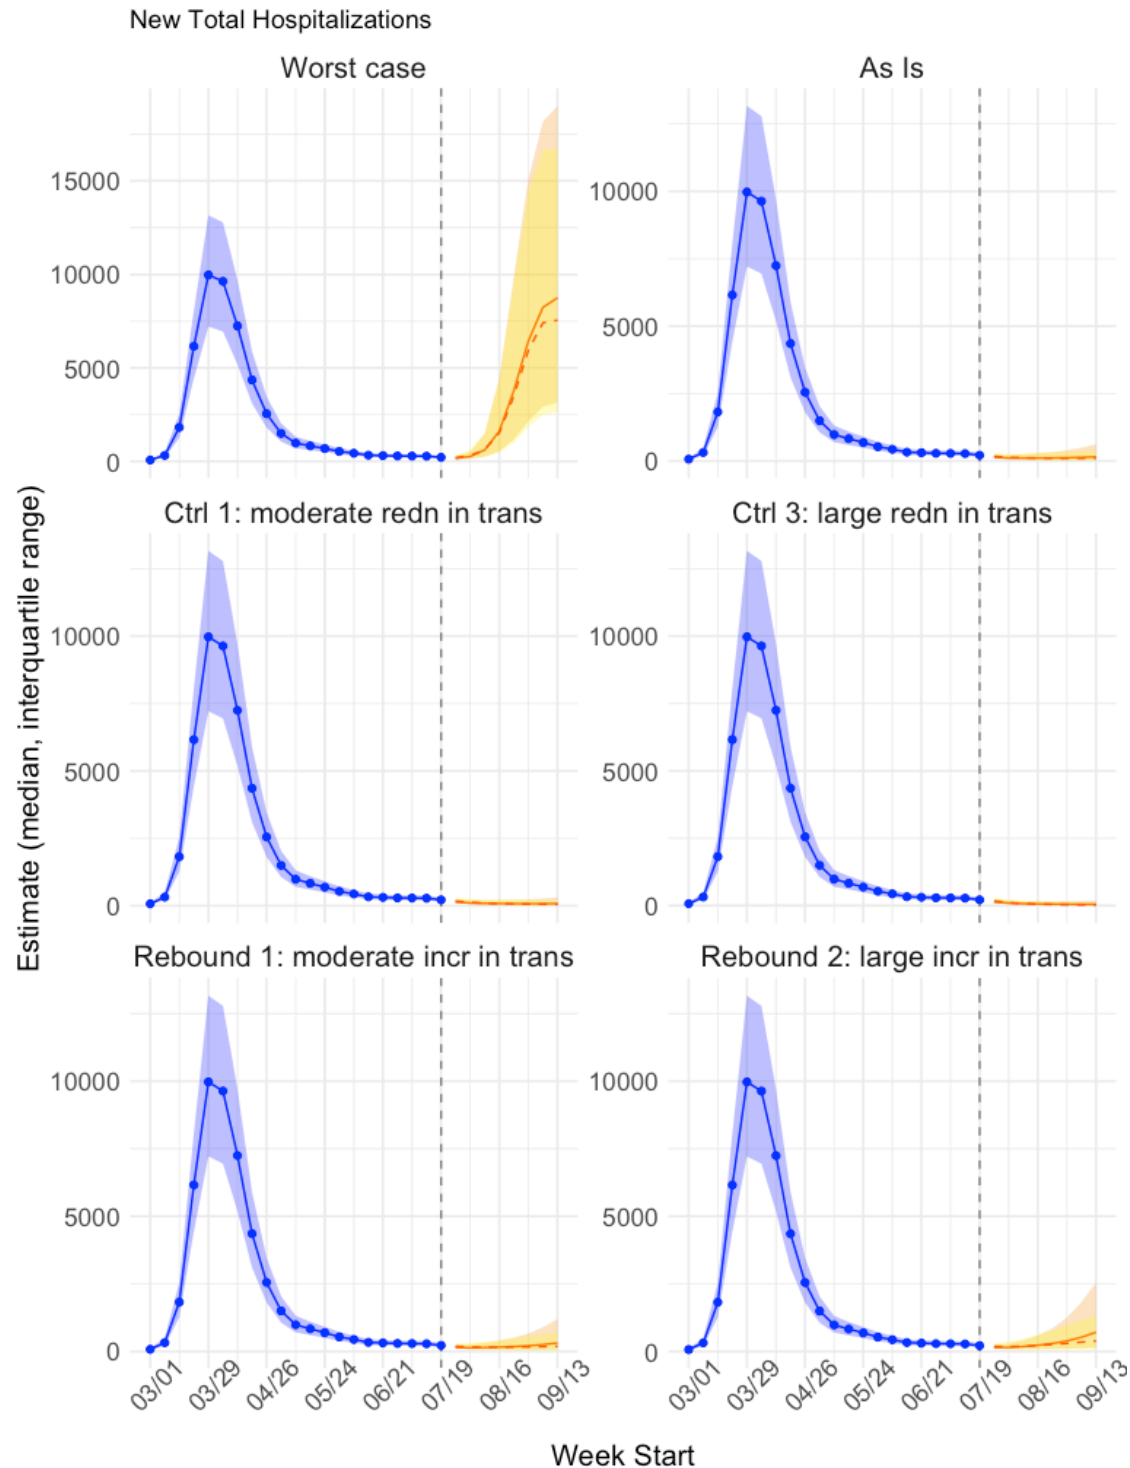 New Total Hospitalizations
Worst case
As Is
15000
10000
5000
0
10000
5000
0
Estimate (median, interquartile range)
Ctrl 1: moderate redn in trans
Ctrl 3: large redn in trans
10000
5000
0
10000
5000
0
Rebound 1: moderate incr in trans
Rebound 2: large incr in trans
10000
5000
0
10000
5000
0
03/01 03/29 04/26 05/24 06/21 07/19 08/16 09/13
03/01 03/29 04/26 05/24 06/21 07/19 08/16 09/13
Week Start